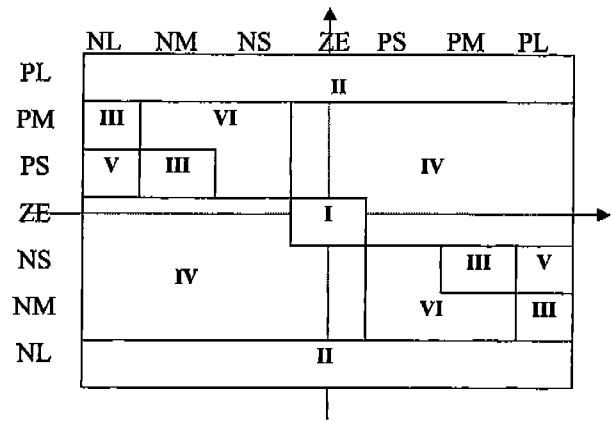 NL NM NS ZE PS PM PL
PL II
PM III VI
PS V III IV
ZE I
NS III V
IV
NM VI III
NL II